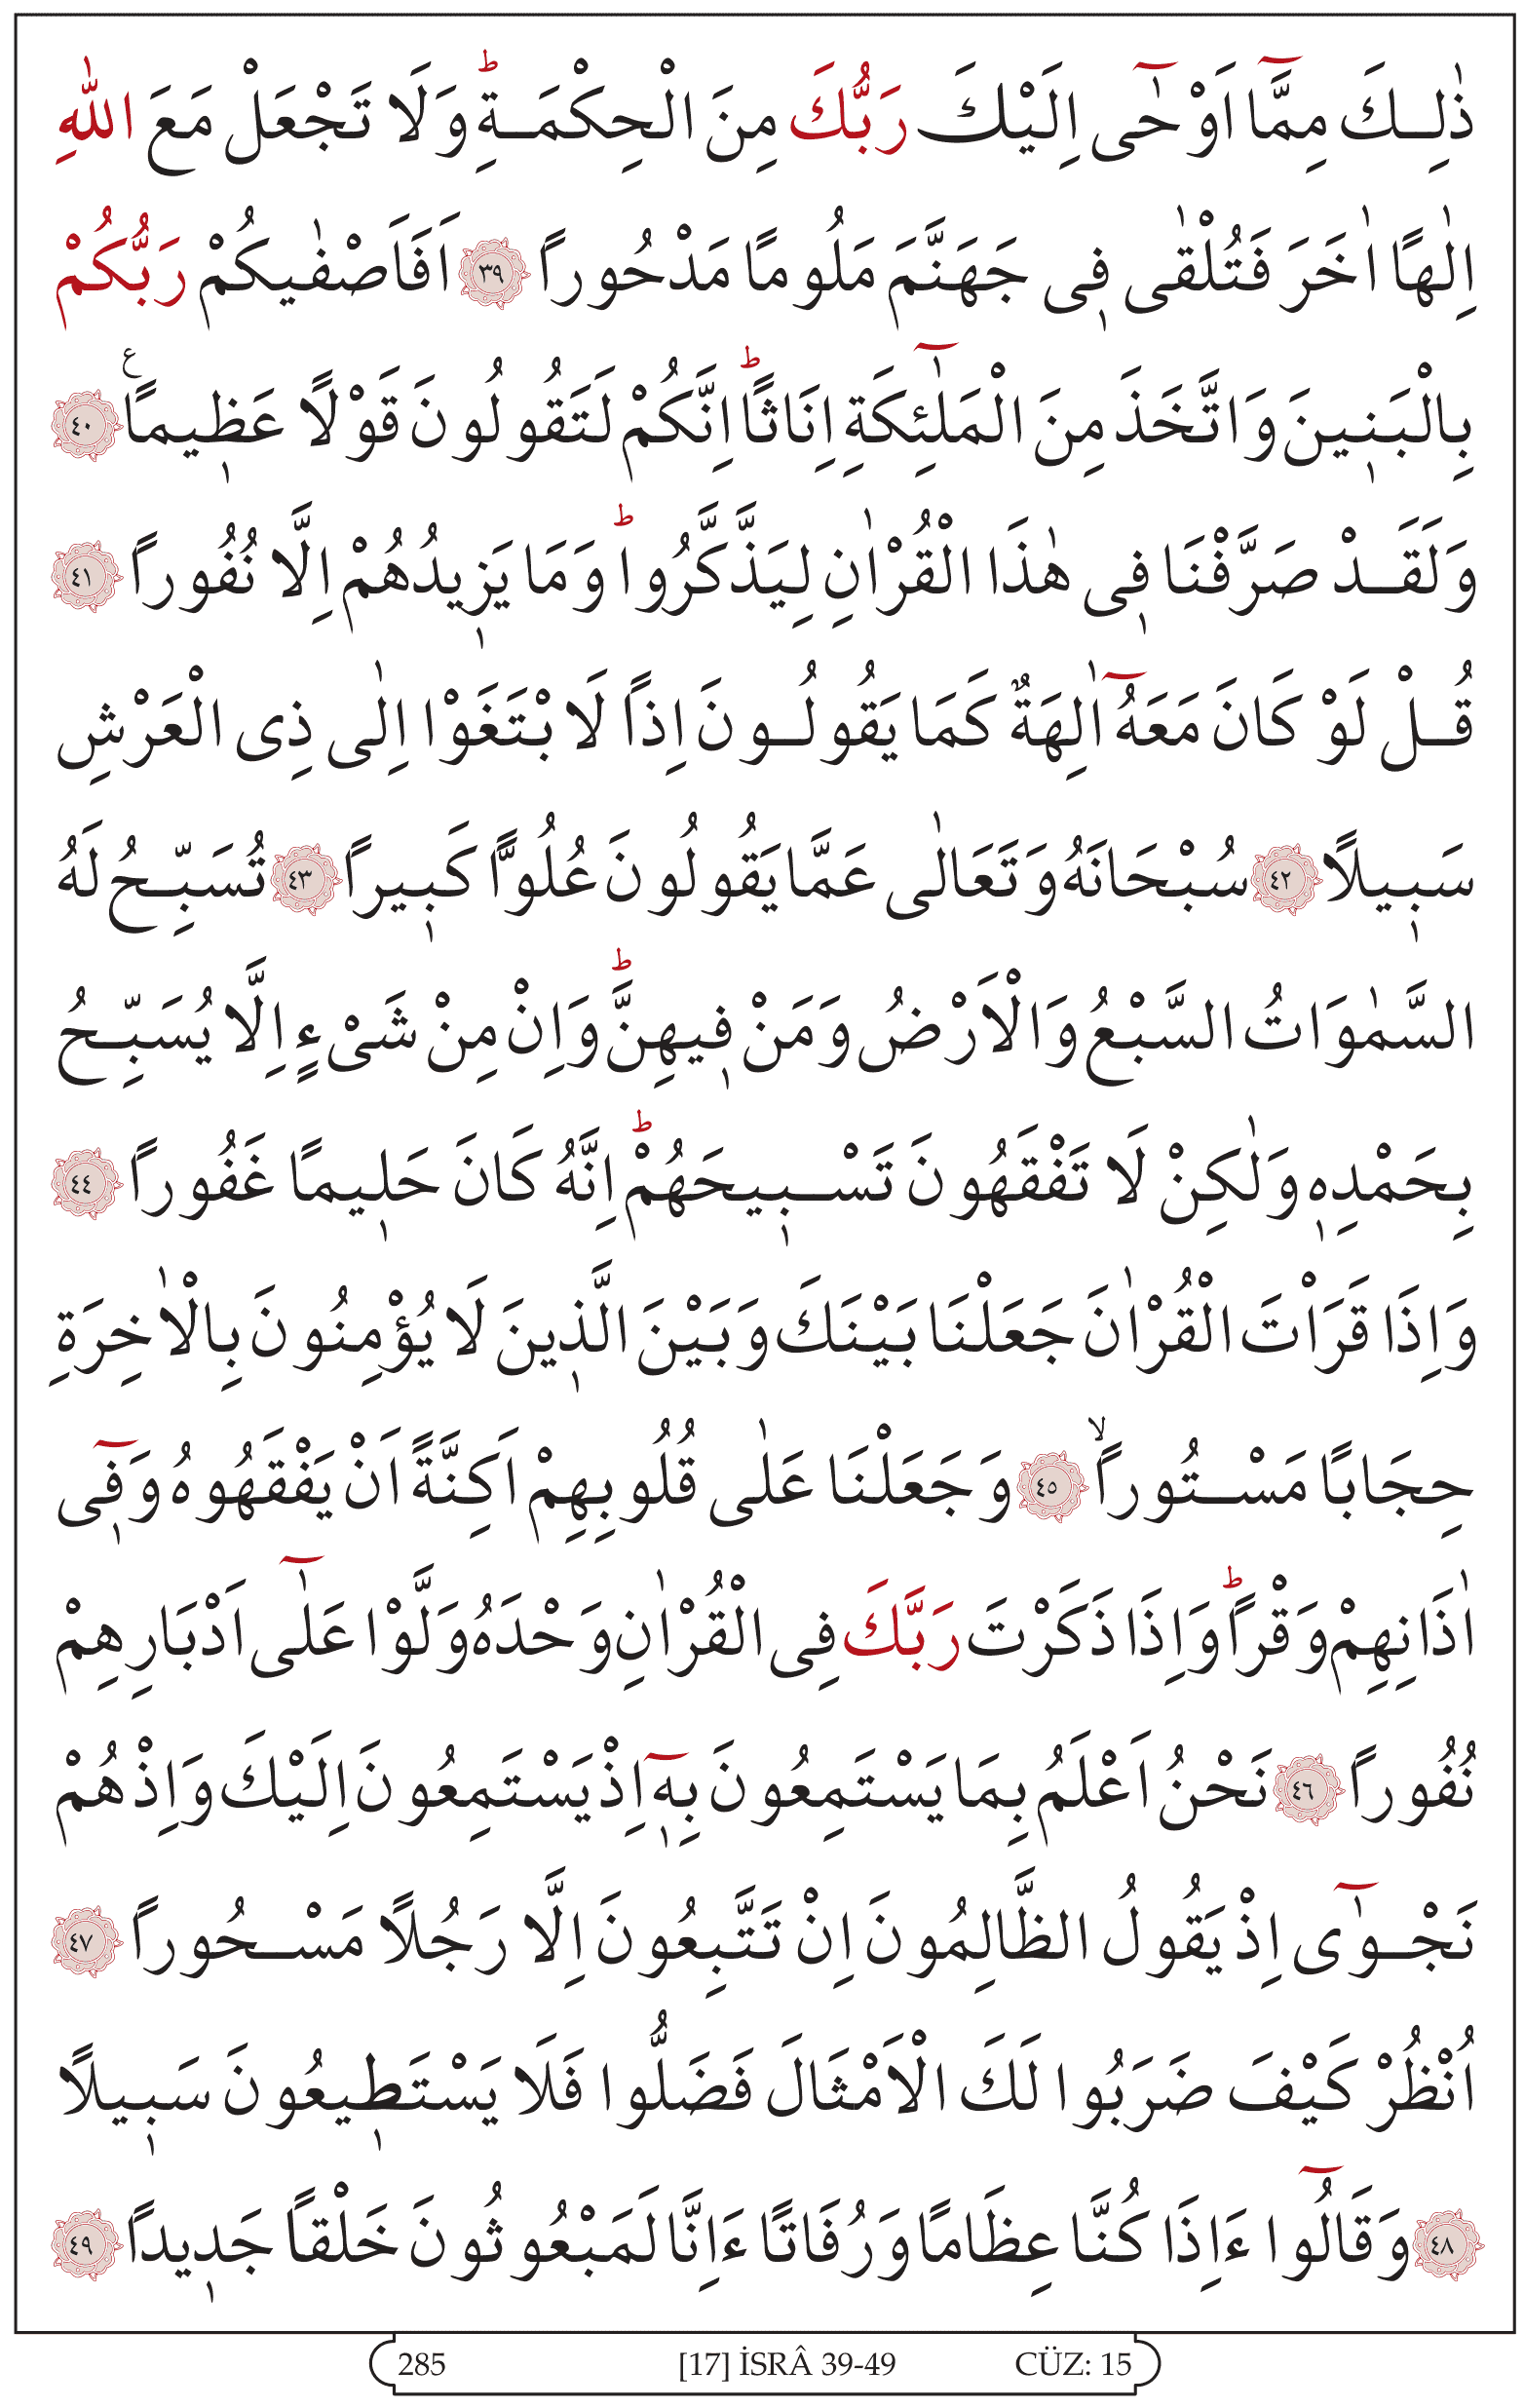 ذٰلِكَ مِمَّٓا اَوْحٰٓى اِلَيْكَ رَبُّكَ مِنَ الْحِكْمَةِۜ وَلَا تَجْعَلْ مَعَ اللّٰهِ
اِلٰهًا اٰخَرَ فَتُلْقٰى ف۪ى جَهَنَّمَ مَلُومًا مَدْحُورًا ﴿٣٩﴾ اَفَاَصْفٰيكُمْ رَبُّكُمْ
بِالْبَن۪ينَ وَاتَّخَذَ مِنَ الْمَلٰٓئِكَةِ اِنَاثًاۜ اِنَّكُمْ لَتَقُولُونَ قَوْلًا عَظ۪يمًا۟ ﴿٤٠﴾
وَلَقَدْ صَرَّفْنَا ف۪ى هٰذَا الْقُرْاٰنِ لِيَذَّكَّرُواۜ وَمَا يَز۪يدُهُمْ اِلَّا نُفُورًا ﴿٤١﴾
قُلْ لَوْ كَانَ مَعَهُٓ اٰلِهَةٌ كَمَا يَقُولُونَ اِذًا لَابْتَغَوْا اِلٰى ذِى الْعَرْشِ
سَب۪يلًا ﴿٤٢﴾ سُبْحَانَهُ وَتَعَالٰى عَمَّا يَقُولُونَ عُلُوًّا كَب۪يرًا ﴿٤٣﴾ تُسَبِّحُ لَهُ
السَّمٰوَاتُ السَّبْعُ وَالْاَرْضُ وَمَنْ ف۪يهِنَّۜ وَاِنْ مِنْ شَىْءٍ اِلَّا يُسَبِّحُ
بِحَمْدِه۪ وَلٰكِنْ لَا تَفْقَهُونَ تَسْب۪يحَهُمْۜ اِنَّهُ كَانَ حَل۪يمًا غَفُورًا ﴿٤٤﴾
وَاِذَا قَرَاْتَ الْقُرْاٰنَ جَعَلْنَا بَيْنَكَ وَبَيْنَ الَّذ۪ينَ لَا يُؤْمِنُونَ بِالْاٰخِرَةِ
حِجَابًا مَسْتُورًاۙ ﴿٤٥﴾ وَجَعَلْنَا عَلٰى قُلُوبِهِمْ اَكِنَّةً اَنْ يَفْقَهُوهُ وَف۪ٓى
اٰذَانِهِمْ وَقْرًاۜ وَاِذَا ذَكَرْتَ رَبَّكَ فِى الْقُرْاٰنِ وَحْدَهُ وَلَّوْا عَلٰٓى اَدْبَارِهِمْ
نُفُورًا ﴿٤٦﴾ نَحْنُ اَعْلَمُ بِمَا يَسْتَمِعُونَ بِه۪ٓ اِذْ يَسْتَمِعُونَ اِلَيْكَ وَاِذْ هُمْ
نَجْوٰٓى اِذْ يَقُولُ الظَّالِمُونَ اِنْ تَتَّبِعُونَ اِلَّا رَجُلًا مَسْحُورًا ﴿٤٧﴾
اُنْظُرْ كَيْفَ ضَرَبُوا لَكَ الْاَمْثَالَ فَضَلُّوا فَلَا يَسْتَط۪يعُونَ سَب۪يلًا
﴿٤٨﴾ وَقَالُٓوا ءَاِذَا كُنَّا عِظَامًا وَرُفَاتًا ءَاِنَّا لَمَبْعُوثُونَ خَلْقًا جَد۪يدًا ﴿٤٩﴾
285 [17] İSRÂ 39-49 CÜZ: 15